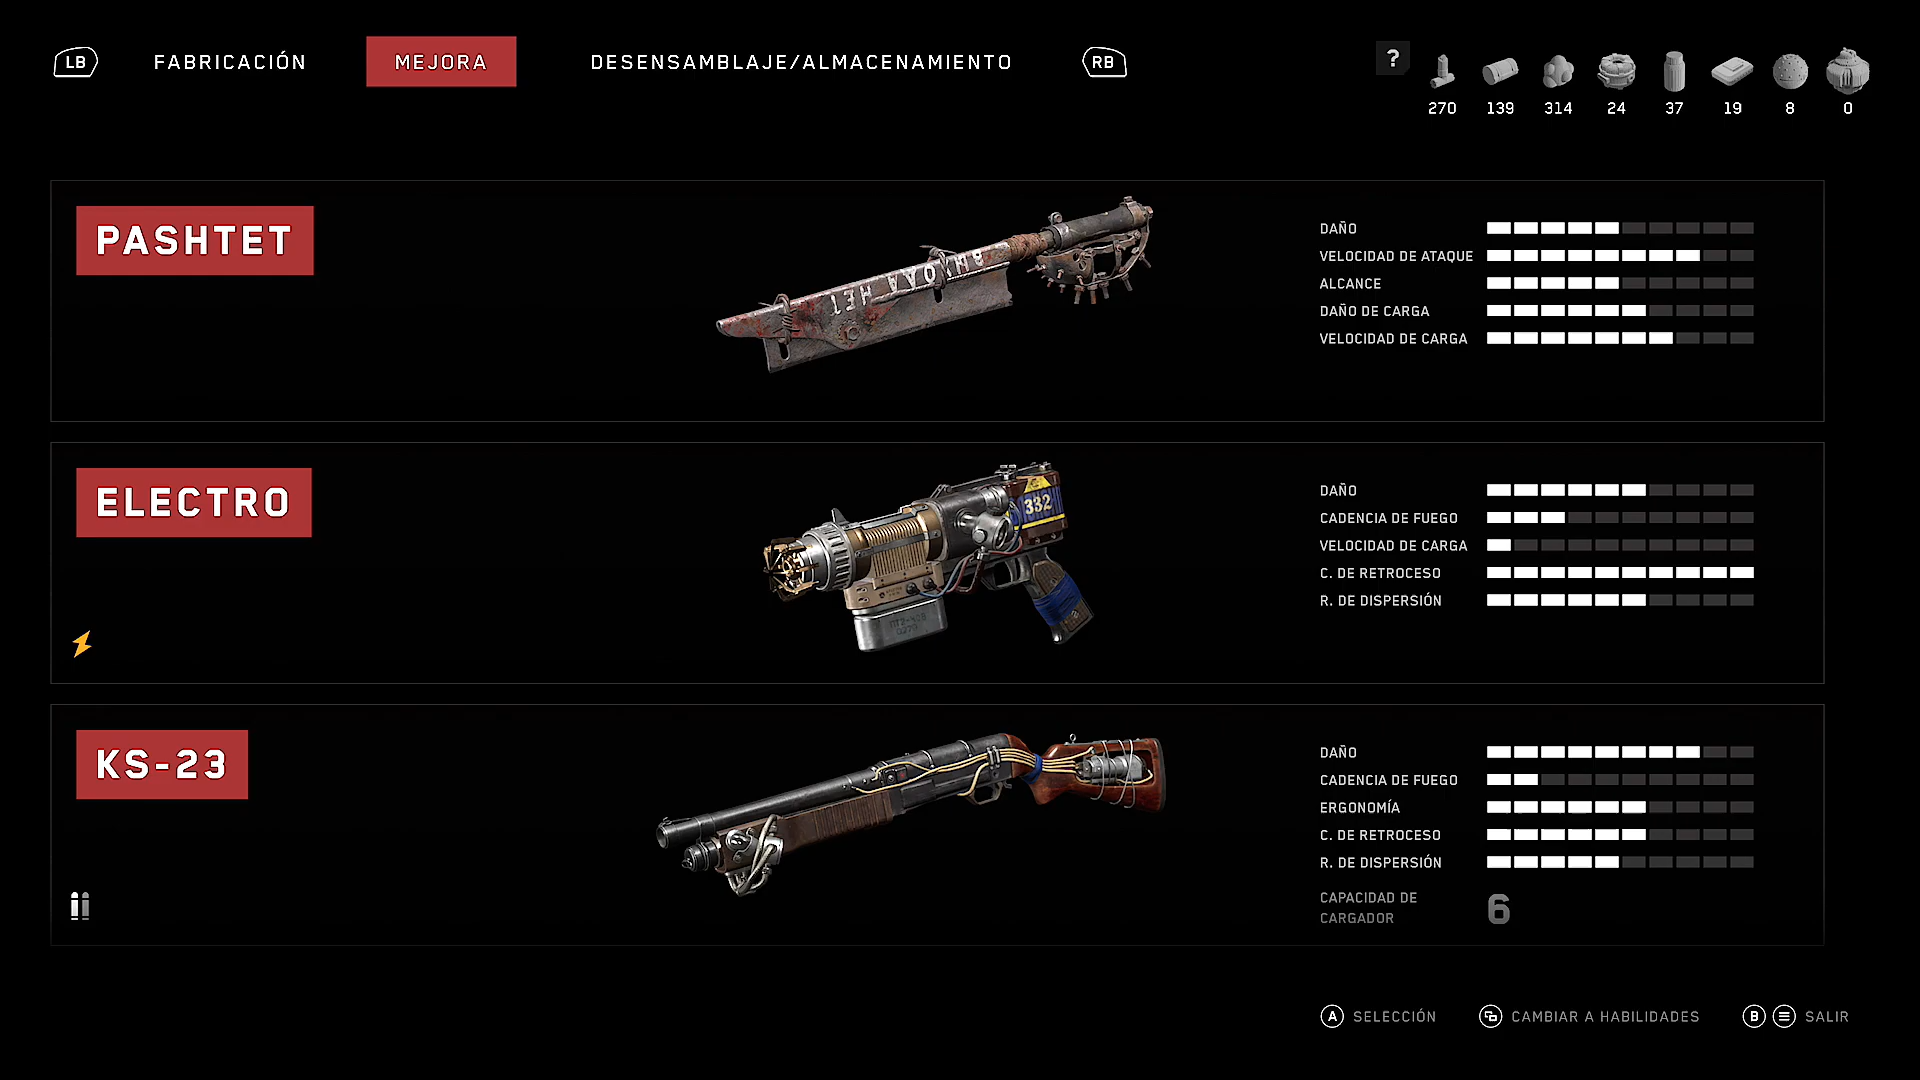 LB FABRICACIÓN MEJORA DESENSAMBLAJE/ALMACENAMIENTO RB ?
270 139 314 24 37 19 8 0
PASHTET
DAÑO
VELOCIDAD DE ATAQUE
ALCANCE
DAÑO DE CARGA
VELOCIDAD DE CARGA
ELECTRO
332
DAÑO
CADENCIA DE FUEGO
VELOCIDAD DE CARGA
C. DE RETROCESO
R. DE DISPERSIÓN
KS-23
DAÑO
CADENCIA DE FUEGO
ERGONOMÍA
C. DE RETROCESO
R. DE DISPERSIÓN
CAPACIDAD DE
CARGADOR
6
A SELECCIÓN CAMBIAR A HABILIDADES B SALIR